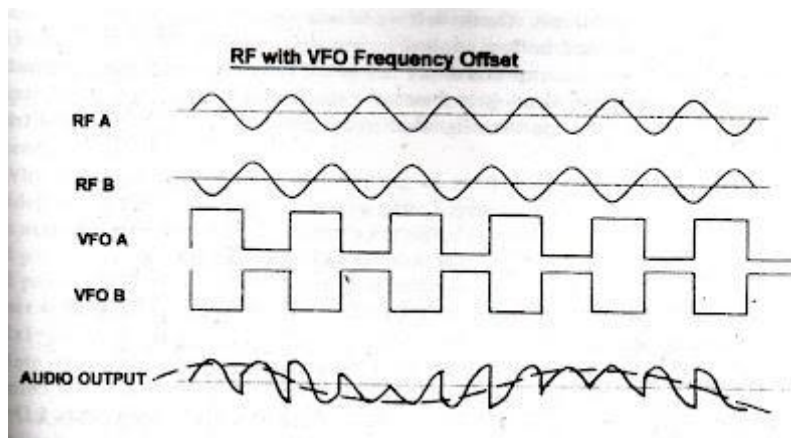 RF with VFO Frequency Offset
RF A
RF B
VFO A
VFO B
AUDIO OUTPUT